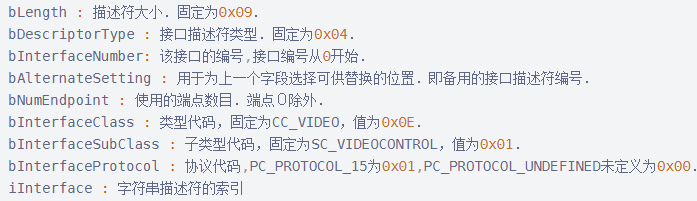 bLength : 描述符大小．固定为0x09．
bDescriptorType : 接口描述符类型．固定为0x04．
bInterfaceNumber: 该接口的编号,接口编号从0开始．
bAlternateSetting : 用于为上一个字段选择可供替换的位置．即备用的接口描述符编号．
bNumEndpoint : 使用的端点数目．端点０除外．
bInterfaceClass : 类型代码，固定为CC_VIDEO，值为0x0E．
bInterfaceSubClass : 子类型代码，固定为SC_VIDEOCONTROL，值为0x01．
bInterfaceProtocol : 协议代码,PC_PROTOCOL_15为0x01,PC_PROTOCOL_UNDEFINED未定义为0x00．
iInterface : 字符串描述符的索引